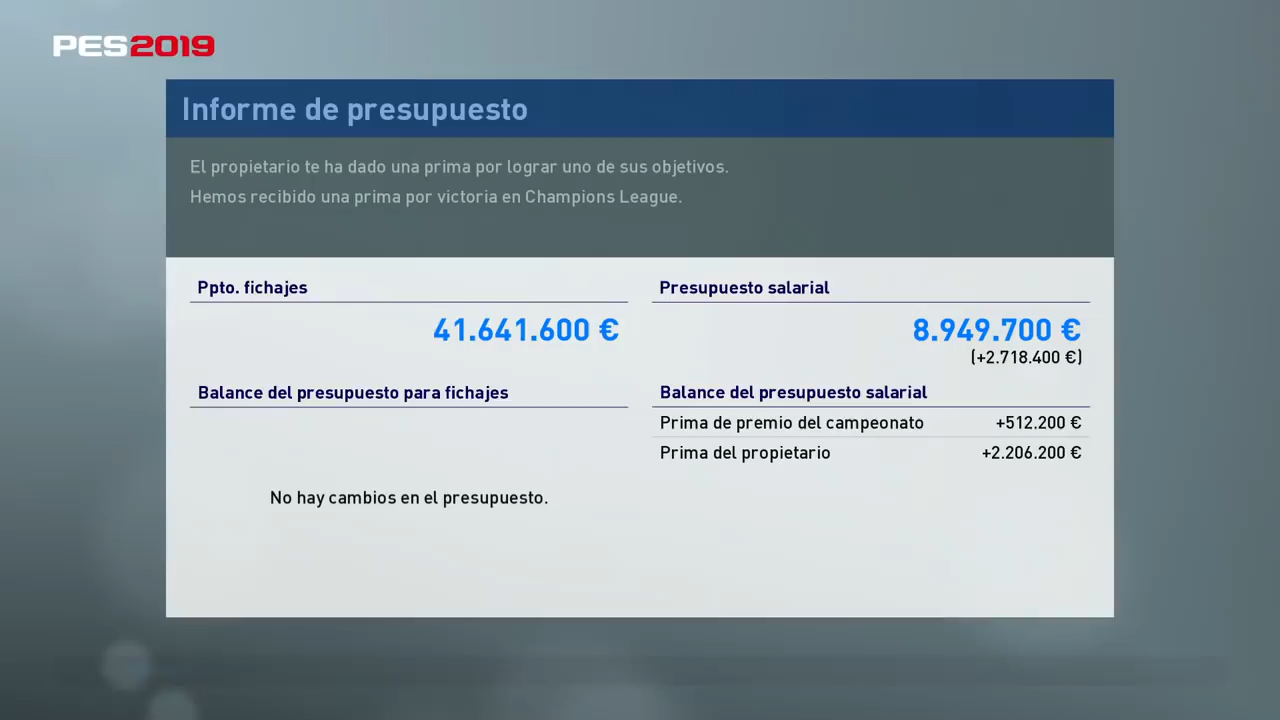 PES2019
Informe de presupuesto
El propietario te ha dado una prima por lograr uno de sus objetivos.
Hemos recibido una prima por victoria en Champions League.
Ppto. fichajes
41.641.600 €
Balance del presupuesto para fichajes
No hay cambios en el presupuesto.
Presupuesto salarial
8.949.700 €
(+2.718.400 €)
Balance del presupuesto salarial
Prima de premio del campeonato +512.200 €
Prima del propietario +2.206.200 €